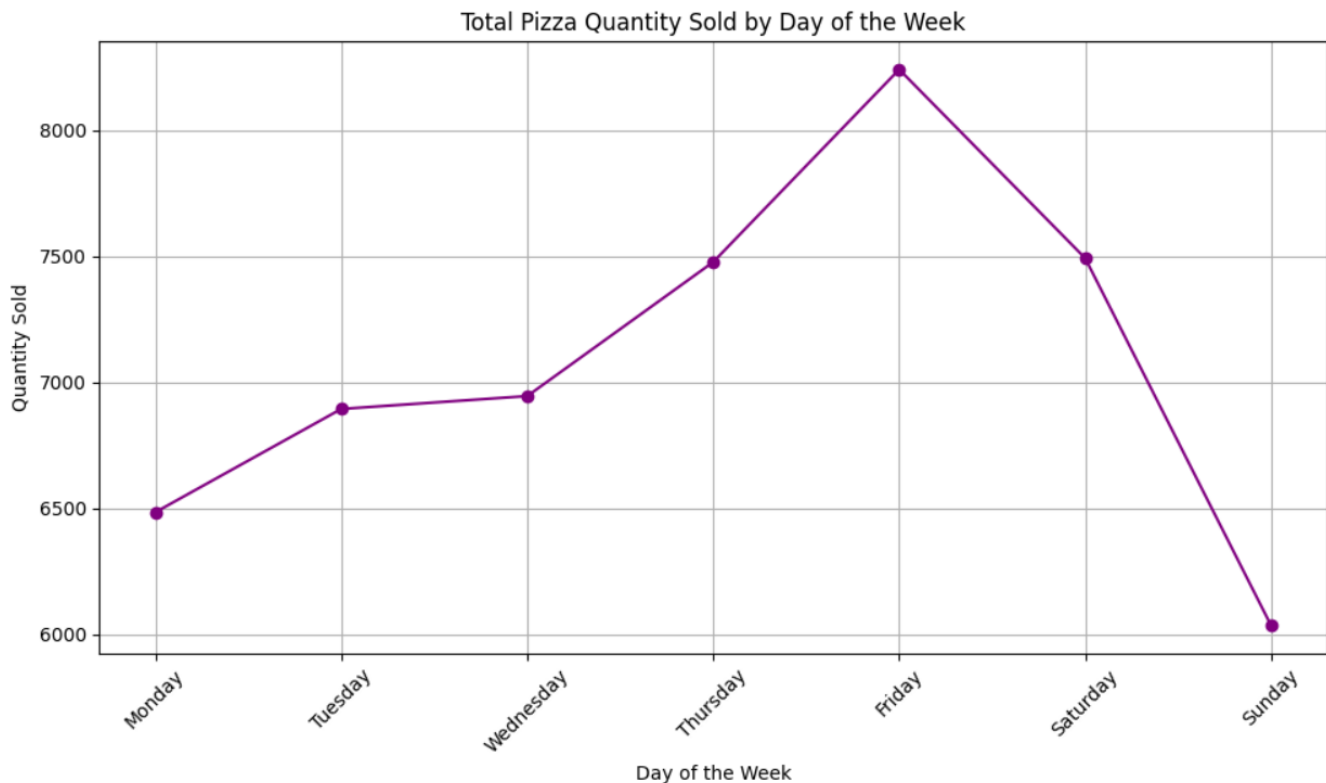 Total Pizza Quantity Sold by Day of the Week
Quantity Sold
8000
7500
7000
6500
6000
Monday
Tuesday
Wednesday
Thursday
Friday
Saturday
Sunday
Day of the Week